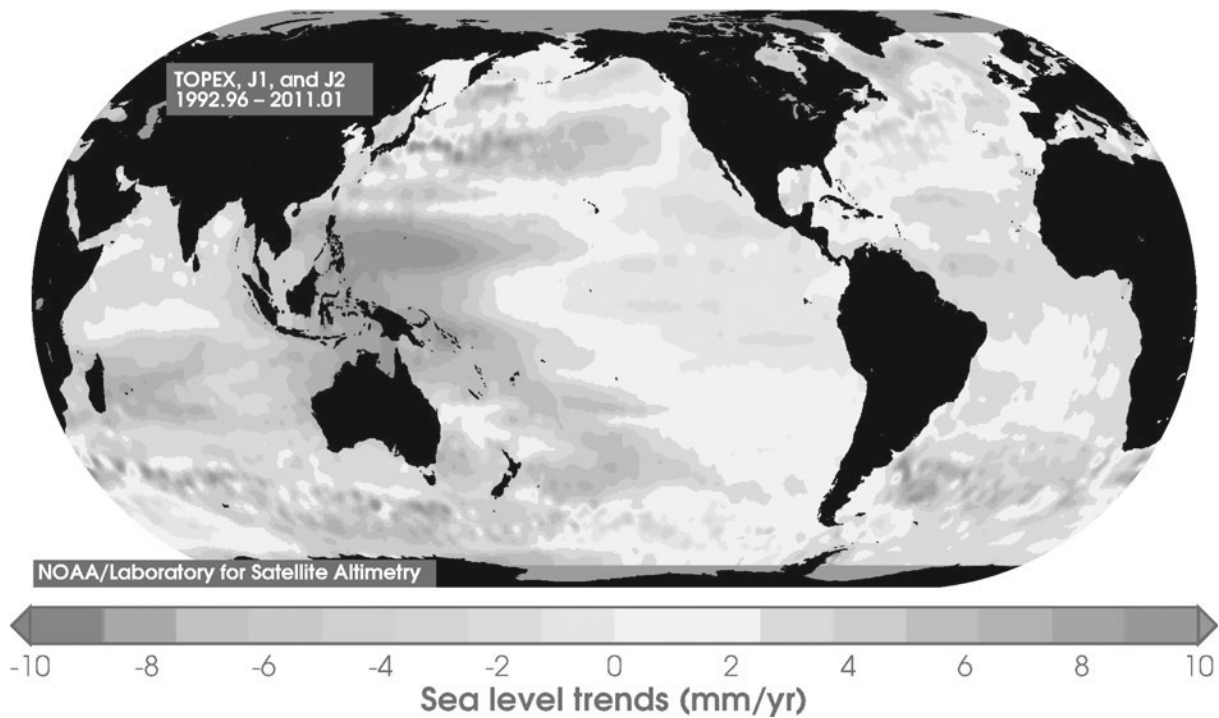 TOPEX, J1, and J2
1992.96 – 2011.01
NOAA/Laboratory for Satellite Altimetry
-10 -8 -6 -4 -2 0 2 4 6 8 10
Sea level trends (mm/yr)